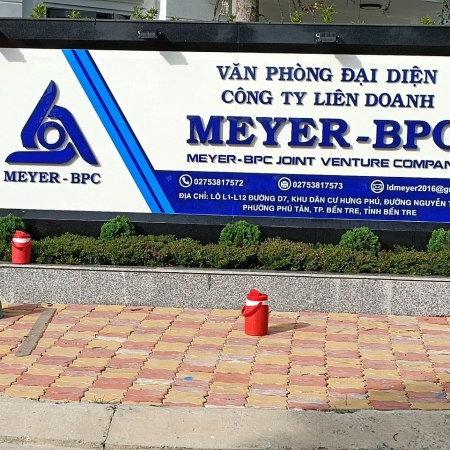 VĂN PHÒNG ĐẠI DIỆN
CÔNG TY LIÊN DOANH
MEYER-BPC
MEYER-BPC JOINT VENTURE COMPAN
MEYER - BPC
02753817572 02753817573 ldmeyer2016@g
ĐỊA CHỈ: LÔ L1-L12 ĐƯỜNG D7, KHU DÂN CƯ HƯNG PHÚ, ĐƯỜNG NGUYỄN T
PHƯỜNG PHÚ TÂN, TP. BẾN TRE, TỈNH BẾN TRE